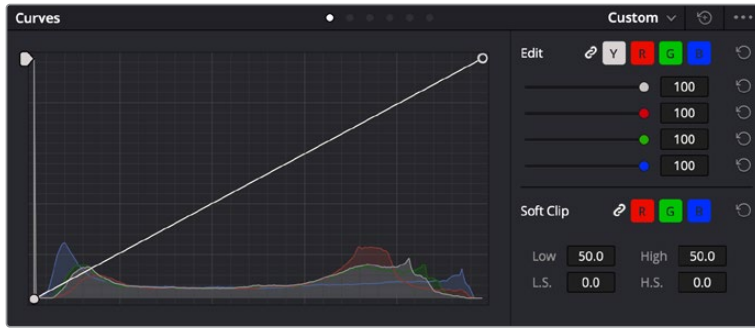 Curves
Custom
Edit Y R G B
100
100
100
100
Soft Clip R G B
Low 50.0 High 50.0
L.S. 0.0 H.S. 0.0